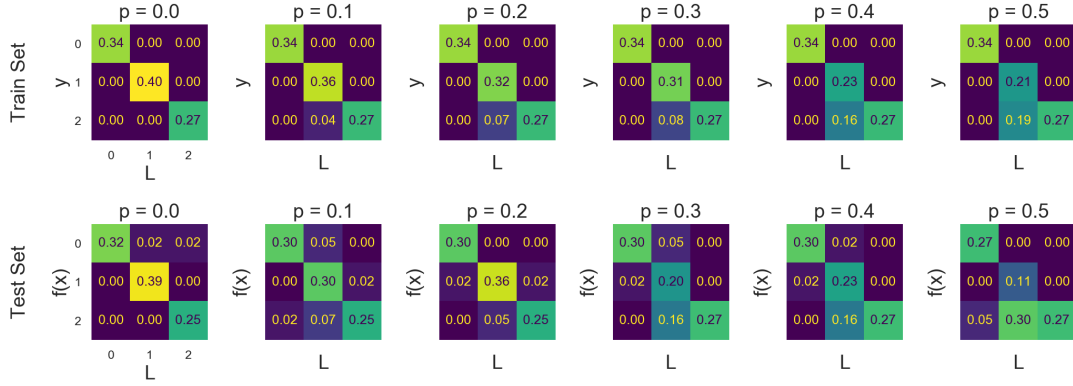 p = 0.0 p = 0.1 p = 0.2 p = 0.3 p = 0.4 p = 0.5
Train Set
y y y y y y
0 0.34 0.00 0.00 0.34 0.00 0.00 0.34 0.00 0.00 0.34 0.00 0.00 0.34 0.00 0.00 0.34 0.00 0.00
1 0.00 0.40 0.00 0.00 0.36 0.00 0.00 0.32 0.00 0.00 0.31 0.00 0.00 0.23 0.00 0.00 0.21 0.00
2 0.00 0.00 0.27 0.00 0.04 0.27 0.00 0.07 0.27 0.00 0.08 0.27 0.00 0.16 0.27 0.00 0.19 0.27
0 1 2
L L L L L L
p = 0.0 p = 0.1 p = 0.2 p = 0.3 p = 0.4 p = 0.5
Test Set
f(x) f(x) f(x) f(x) f(x) f(x)
0 0.32 0.02 0.02 0.30 0.05 0.00 0.30 0.00 0.00 0.30 0.05 0.00 0.30 0.02 0.00 0.27 0.00 0.00
1 0.00 0.39 0.00 0.00 0.30 0.02 0.02 0.36 0.02 0.02 0.20 0.00 0.02 0.23 0.00 0.00 0.11 0.00
2 0.00 0.00 0.25 0.02 0.07 0.25 0.00 0.05 0.25 0.00 0.16 0.27 0.00 0.16 0.27 0.05 0.30 0.27
0 1 2
L L L L L L